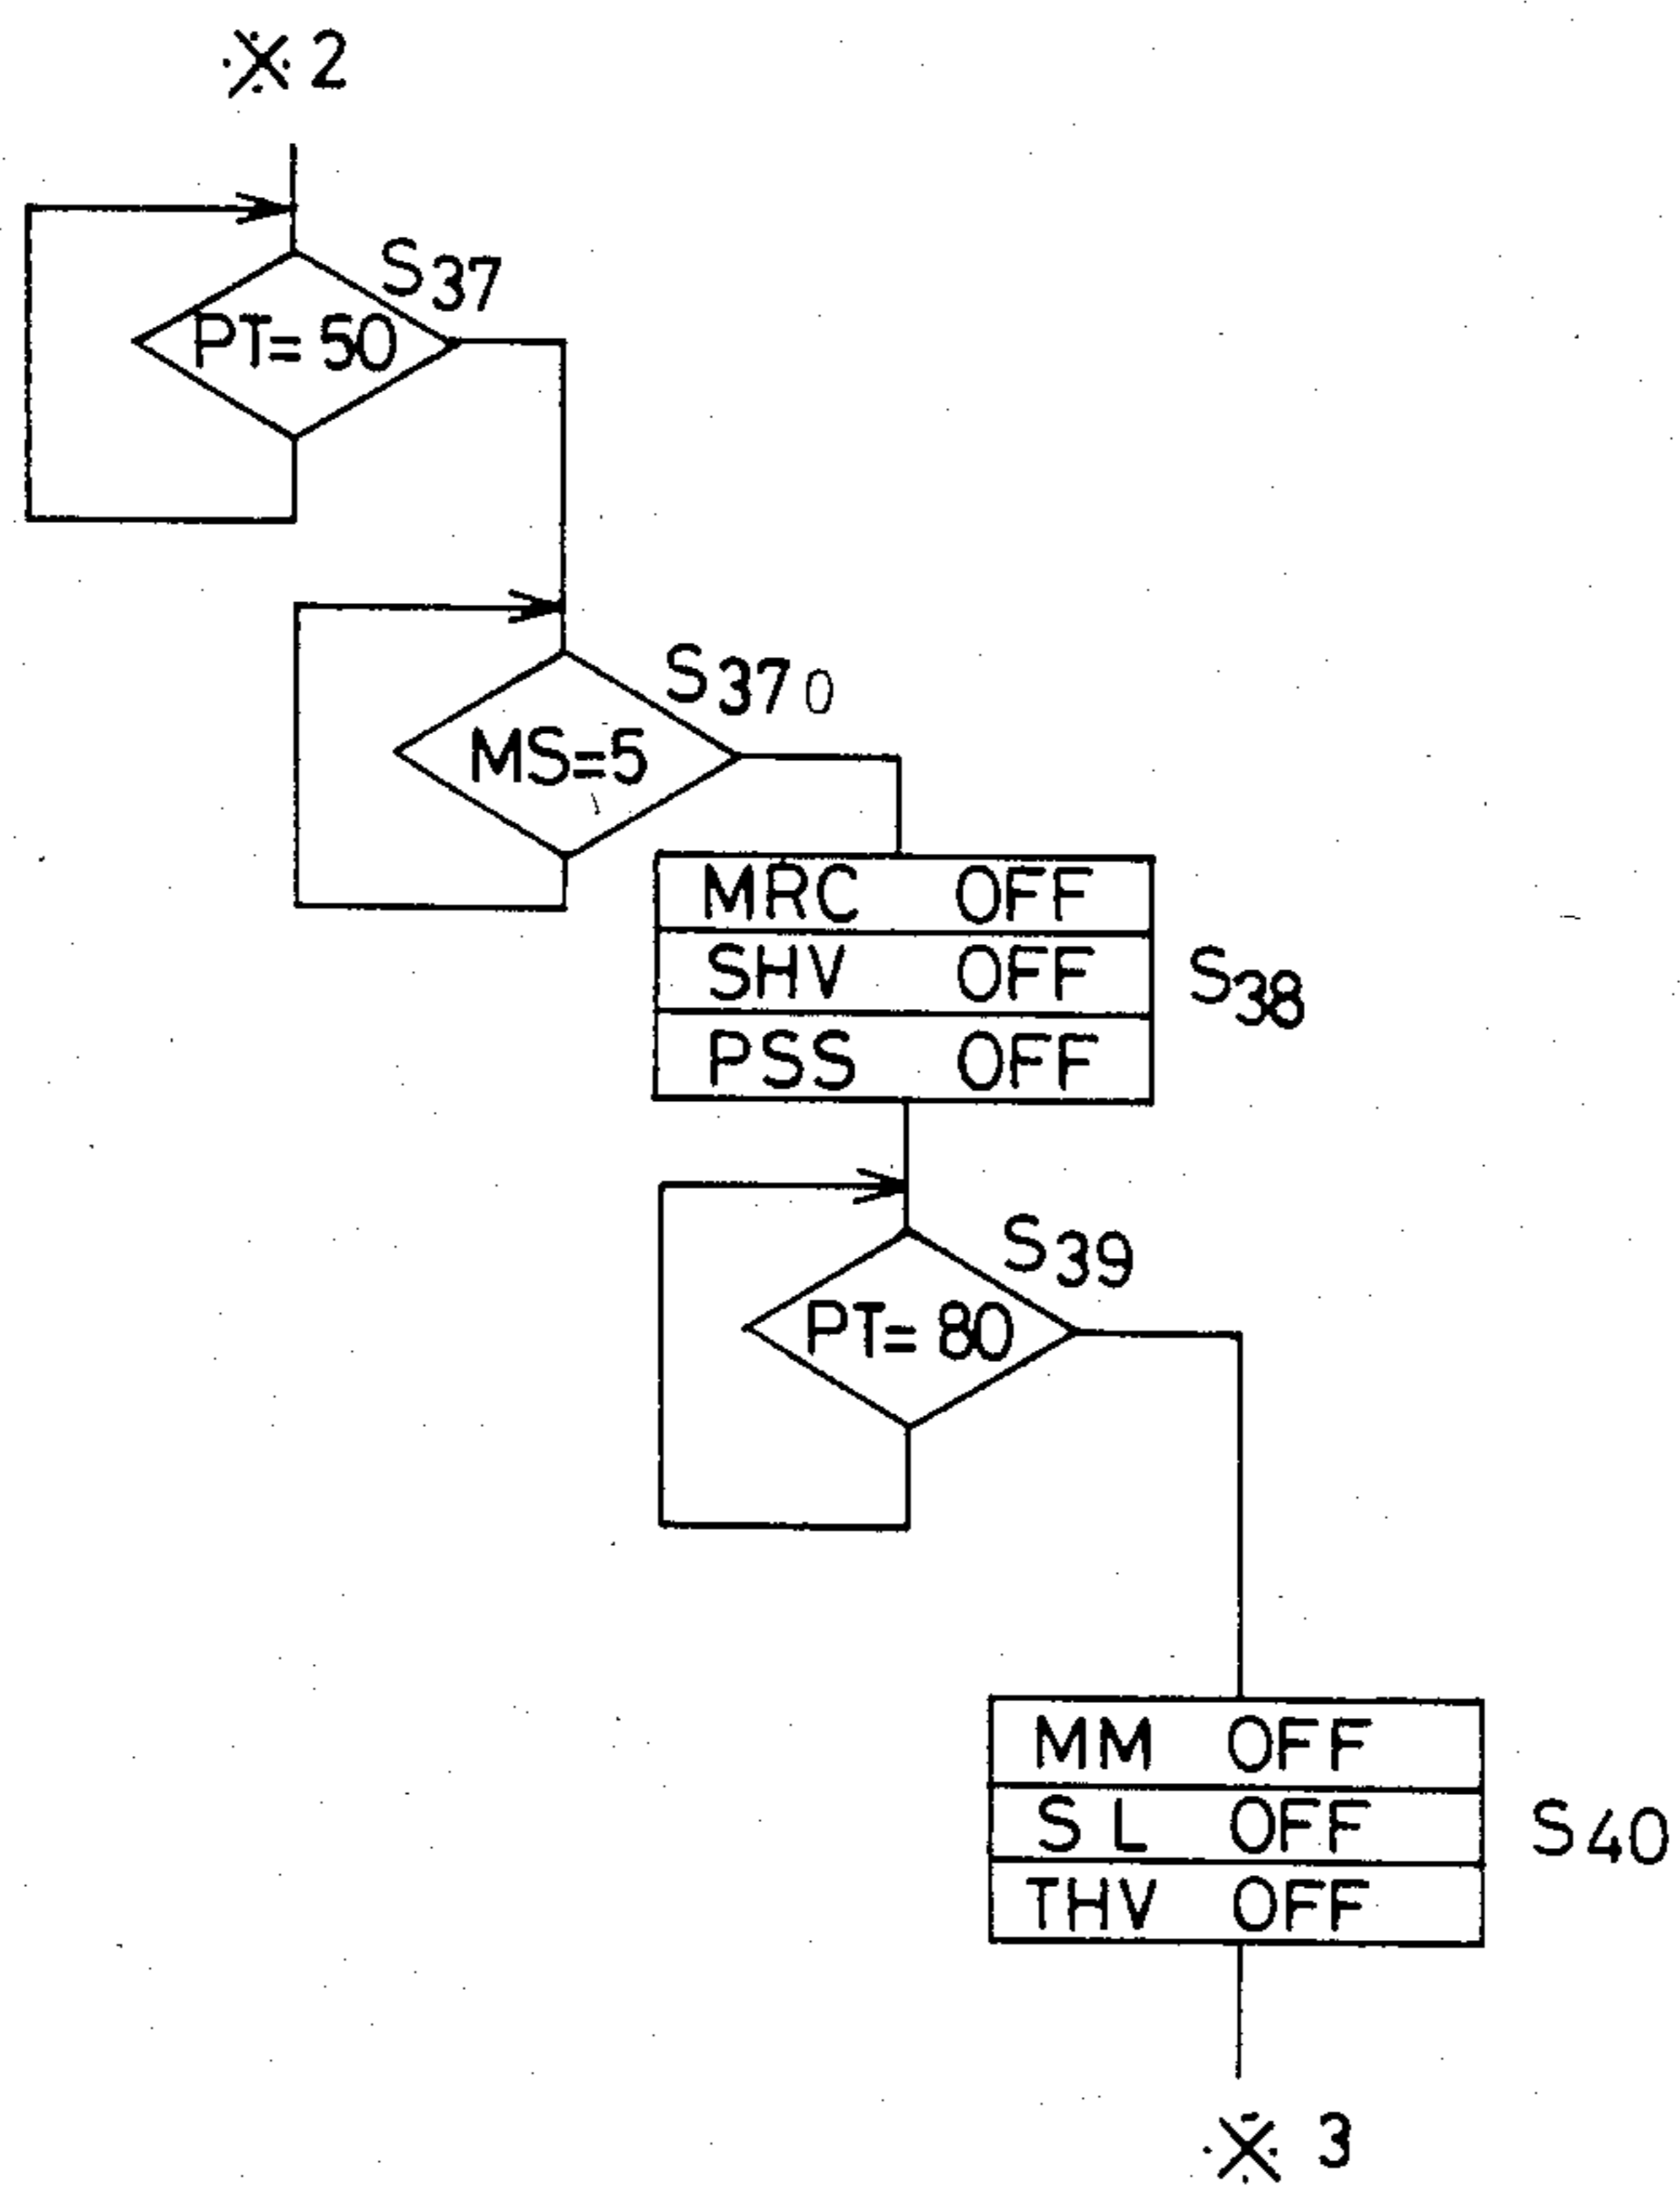 ※2
S37
PT=50
S370
MS=5
MRC OFF
SHV OFF
PSS OFF
S38
S39
PT=80
MM OFF
SL OFF
THV OFF
S40
※3